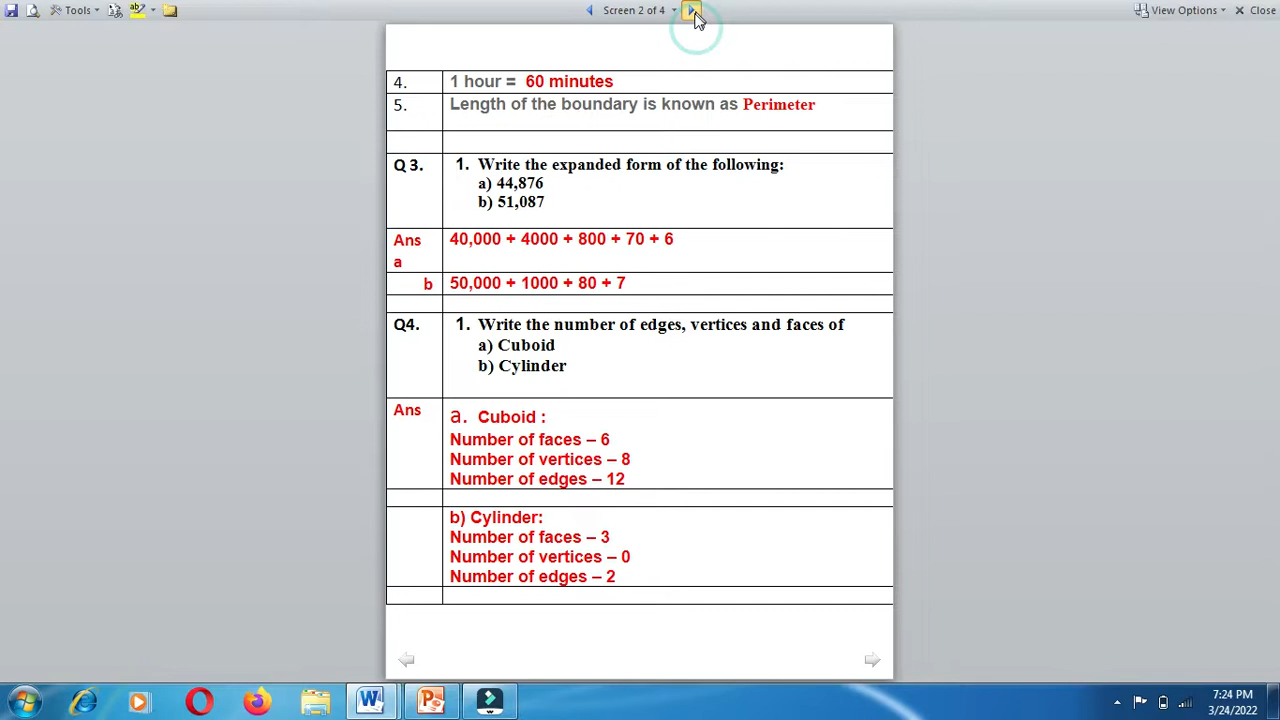 Tools
Screen 2 of 4
View Options
Close
4. 1 hour = 60 minutes
5. Length of the boundary is known as Perimeter
Q 3. 1. Write the expanded form of the following:
a) 44,876
b) 51,087
Ans 40,000 + 4000 + 800 + 70 + 6
a
b 50,000 + 1000 + 80 + 7
Q4. 1. Write the number of edges, vertices and faces of
a) Cuboid
b) Cylinder
Ans a. Cuboid :
Number of faces – 6
Number of vertices – 8
Number of edges – 12
b) Cylinder:
Number of faces – 3
Number of vertices – 0
Number of edges – 2
7:24 PM
3/24/2022